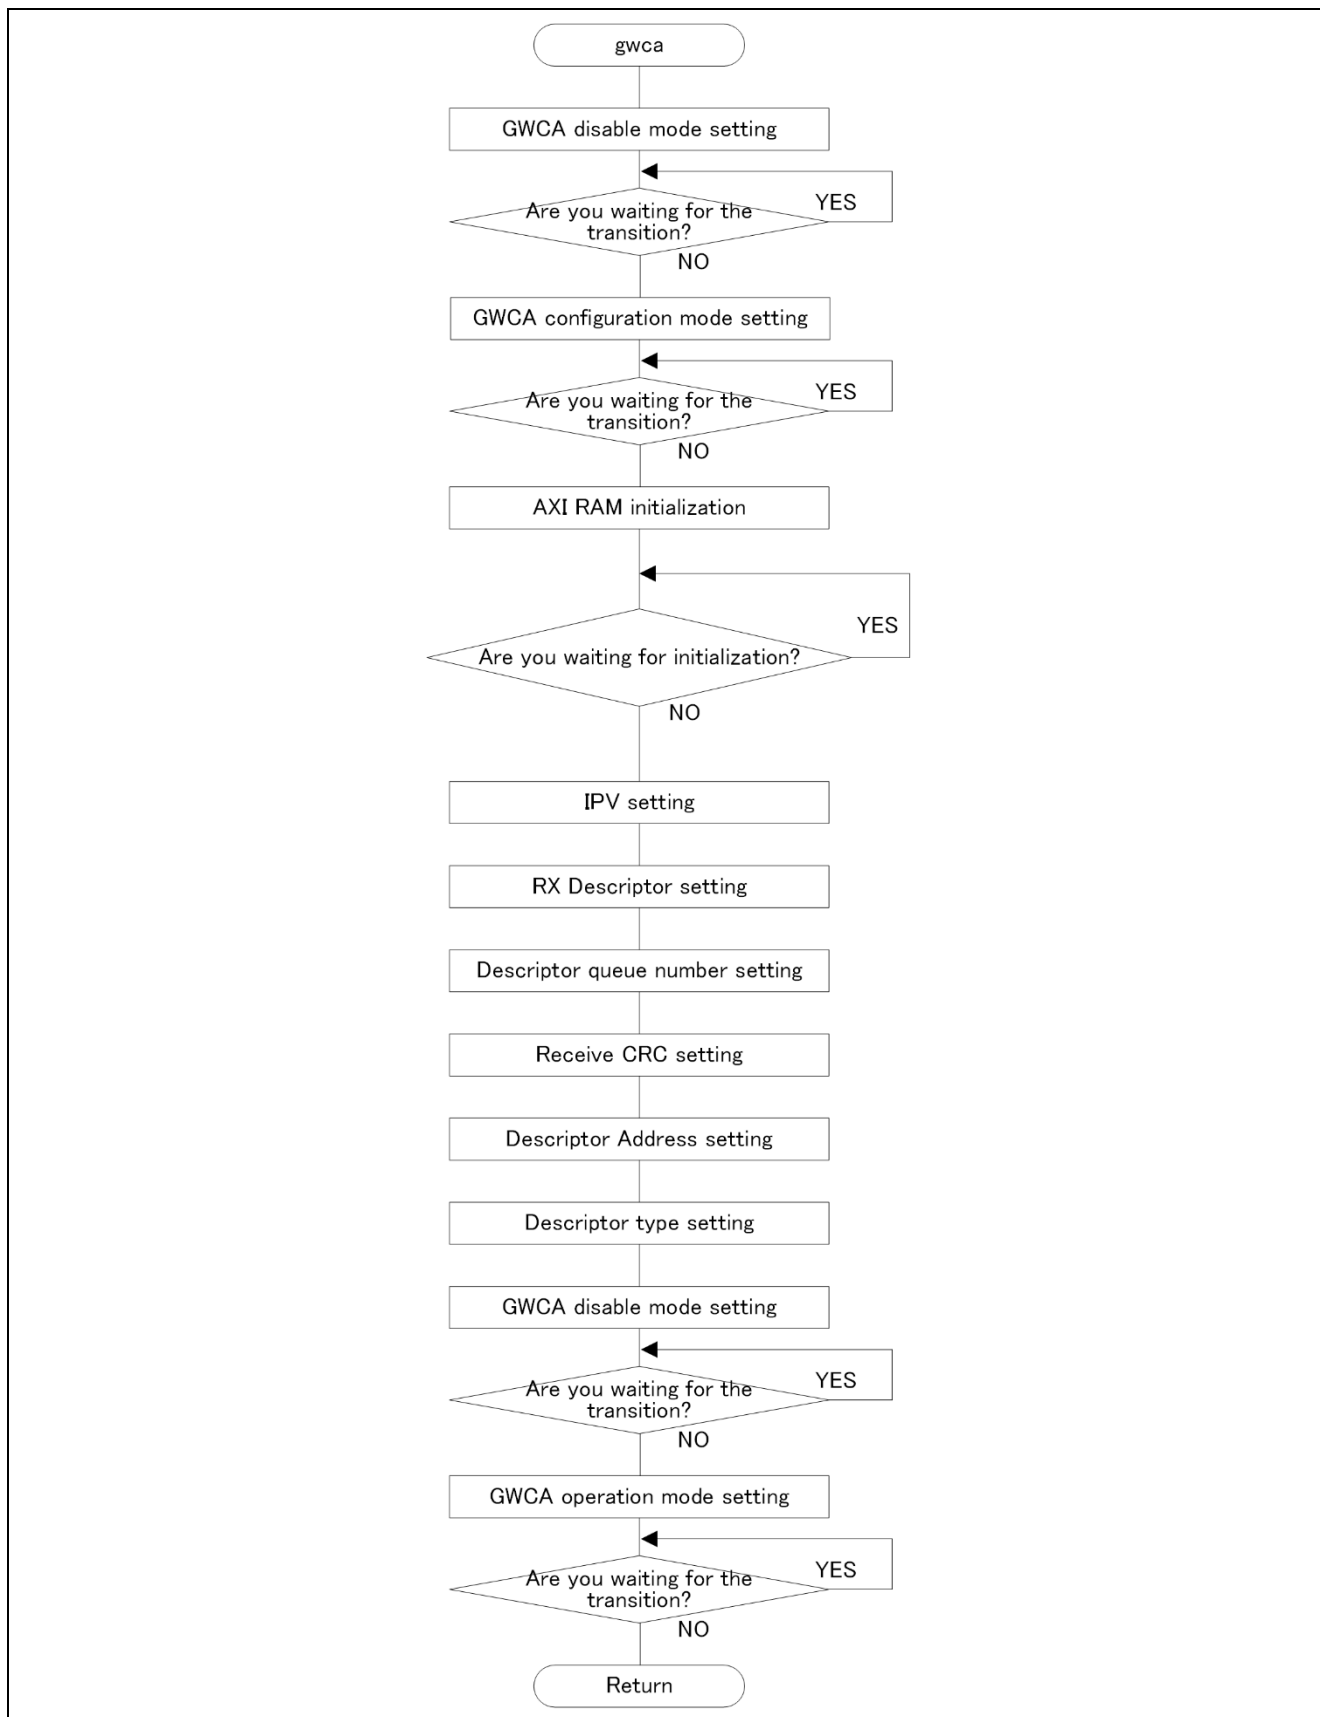 gwca
GWCA disable mode setting
YES
Are you waiting for the
transition?
NO
GWCA configuration mode setting
YES
Are you waiting for the
transition?
NO
AXI RAM initialization
YES
Are you waiting for initialization?
NO
IPV setting
RX Descriptor setting
Descriptor queue number setting
Receive CRC setting
Descriptor Address setting
Descriptor type setting
GWCA disable mode setting
YES
Are you waiting for the
transition?
NO
GWCA operation mode setting
YES
Are you waiting for the
transition?
NO
Return